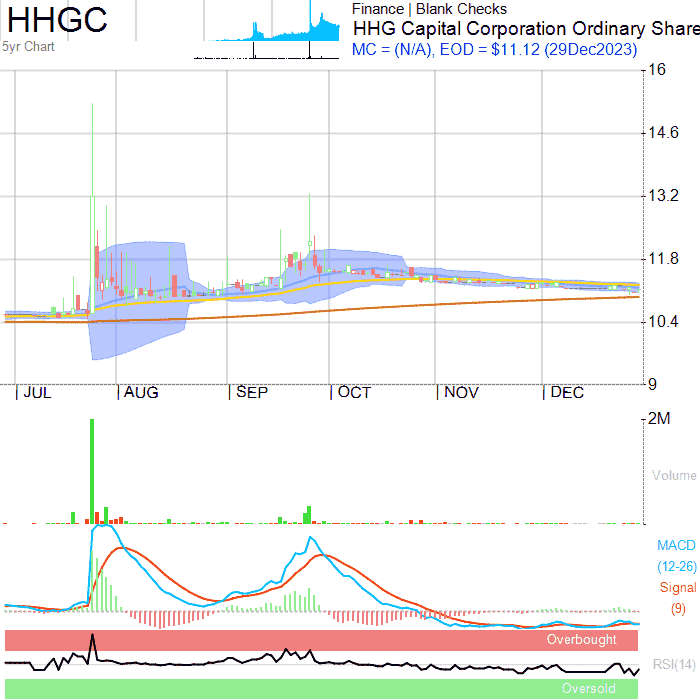 HHGC
5yr Chart
Finance | Blank Checks
HHG Capital Corporation Ordinary Share
MC = (N/A), EOD = $11.12 (29Dec2023)
16
14.6
13.2
11.8
10.4
9
JUL AUG SEP OCT NOV DEC
2M
Volume
MACD
(12-26)
Signal
(9)
Overbought
RSI(14)
Oversold